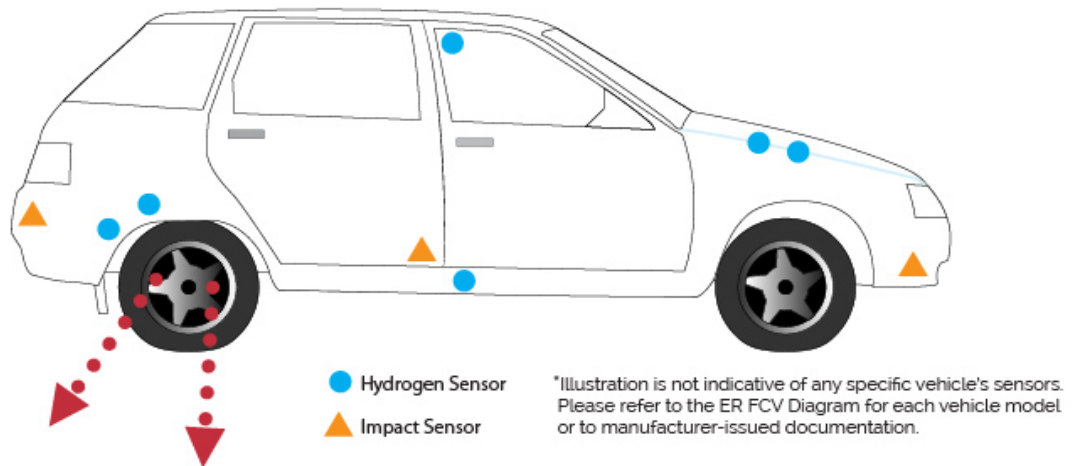 Hydrogen Sensor
Impact Sensor
*Illustration is not indicative of any specific vehicle's sensors.
Please refer to the ER FCV Diagram for each vehicle model
or to manufacturer-issued documentation.